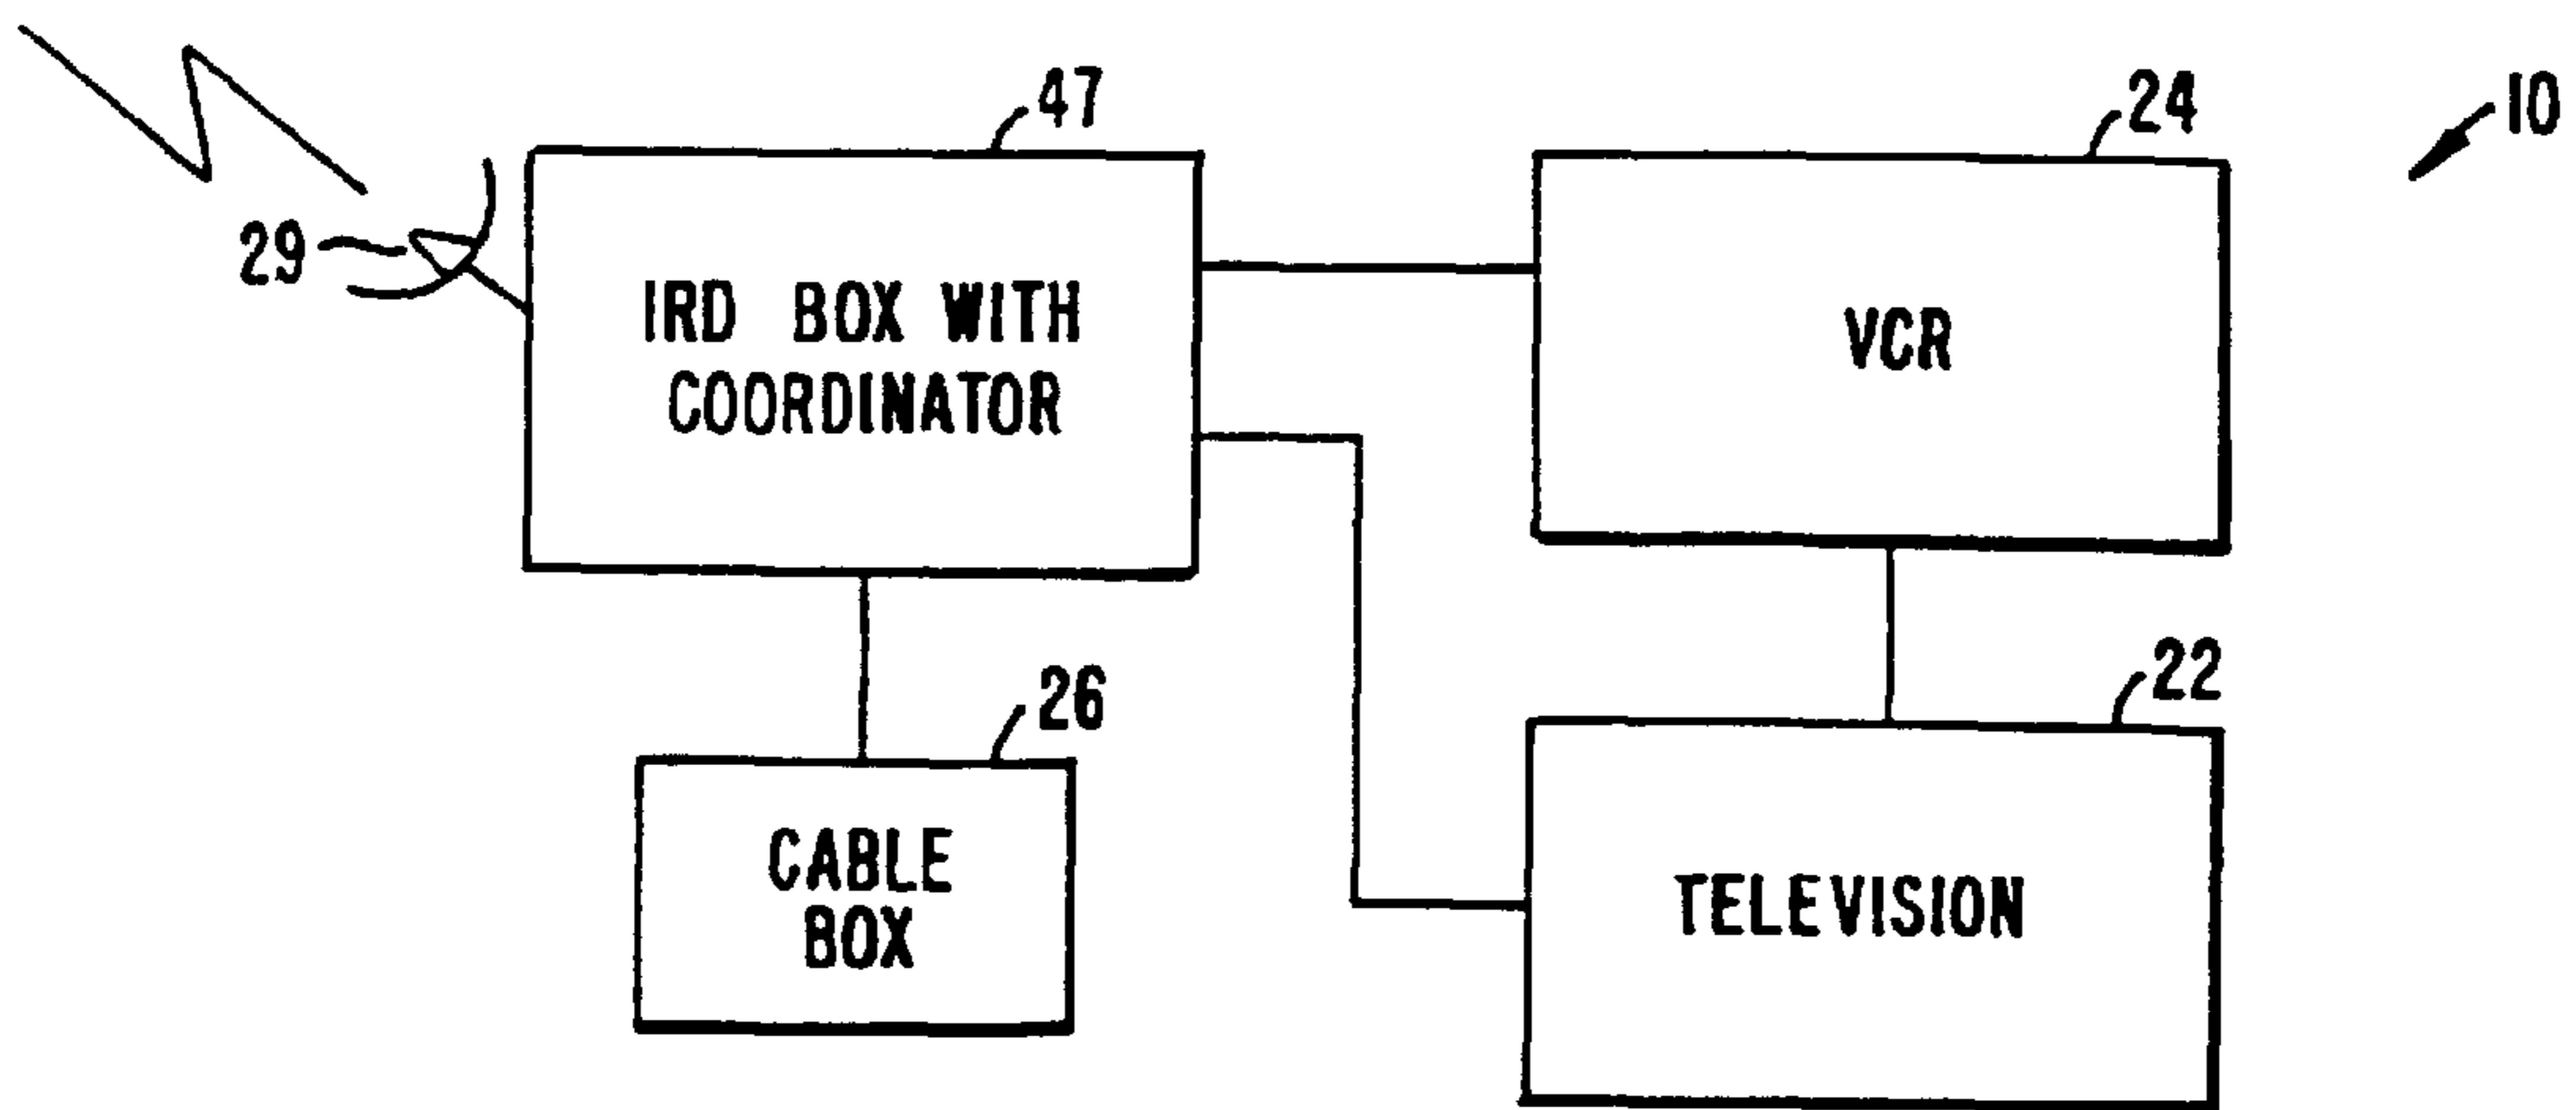 47
24
10
29
IRD BOX WITH
COORDINATOR
VCR
26
22
CABLE
BOX
TELEVISION